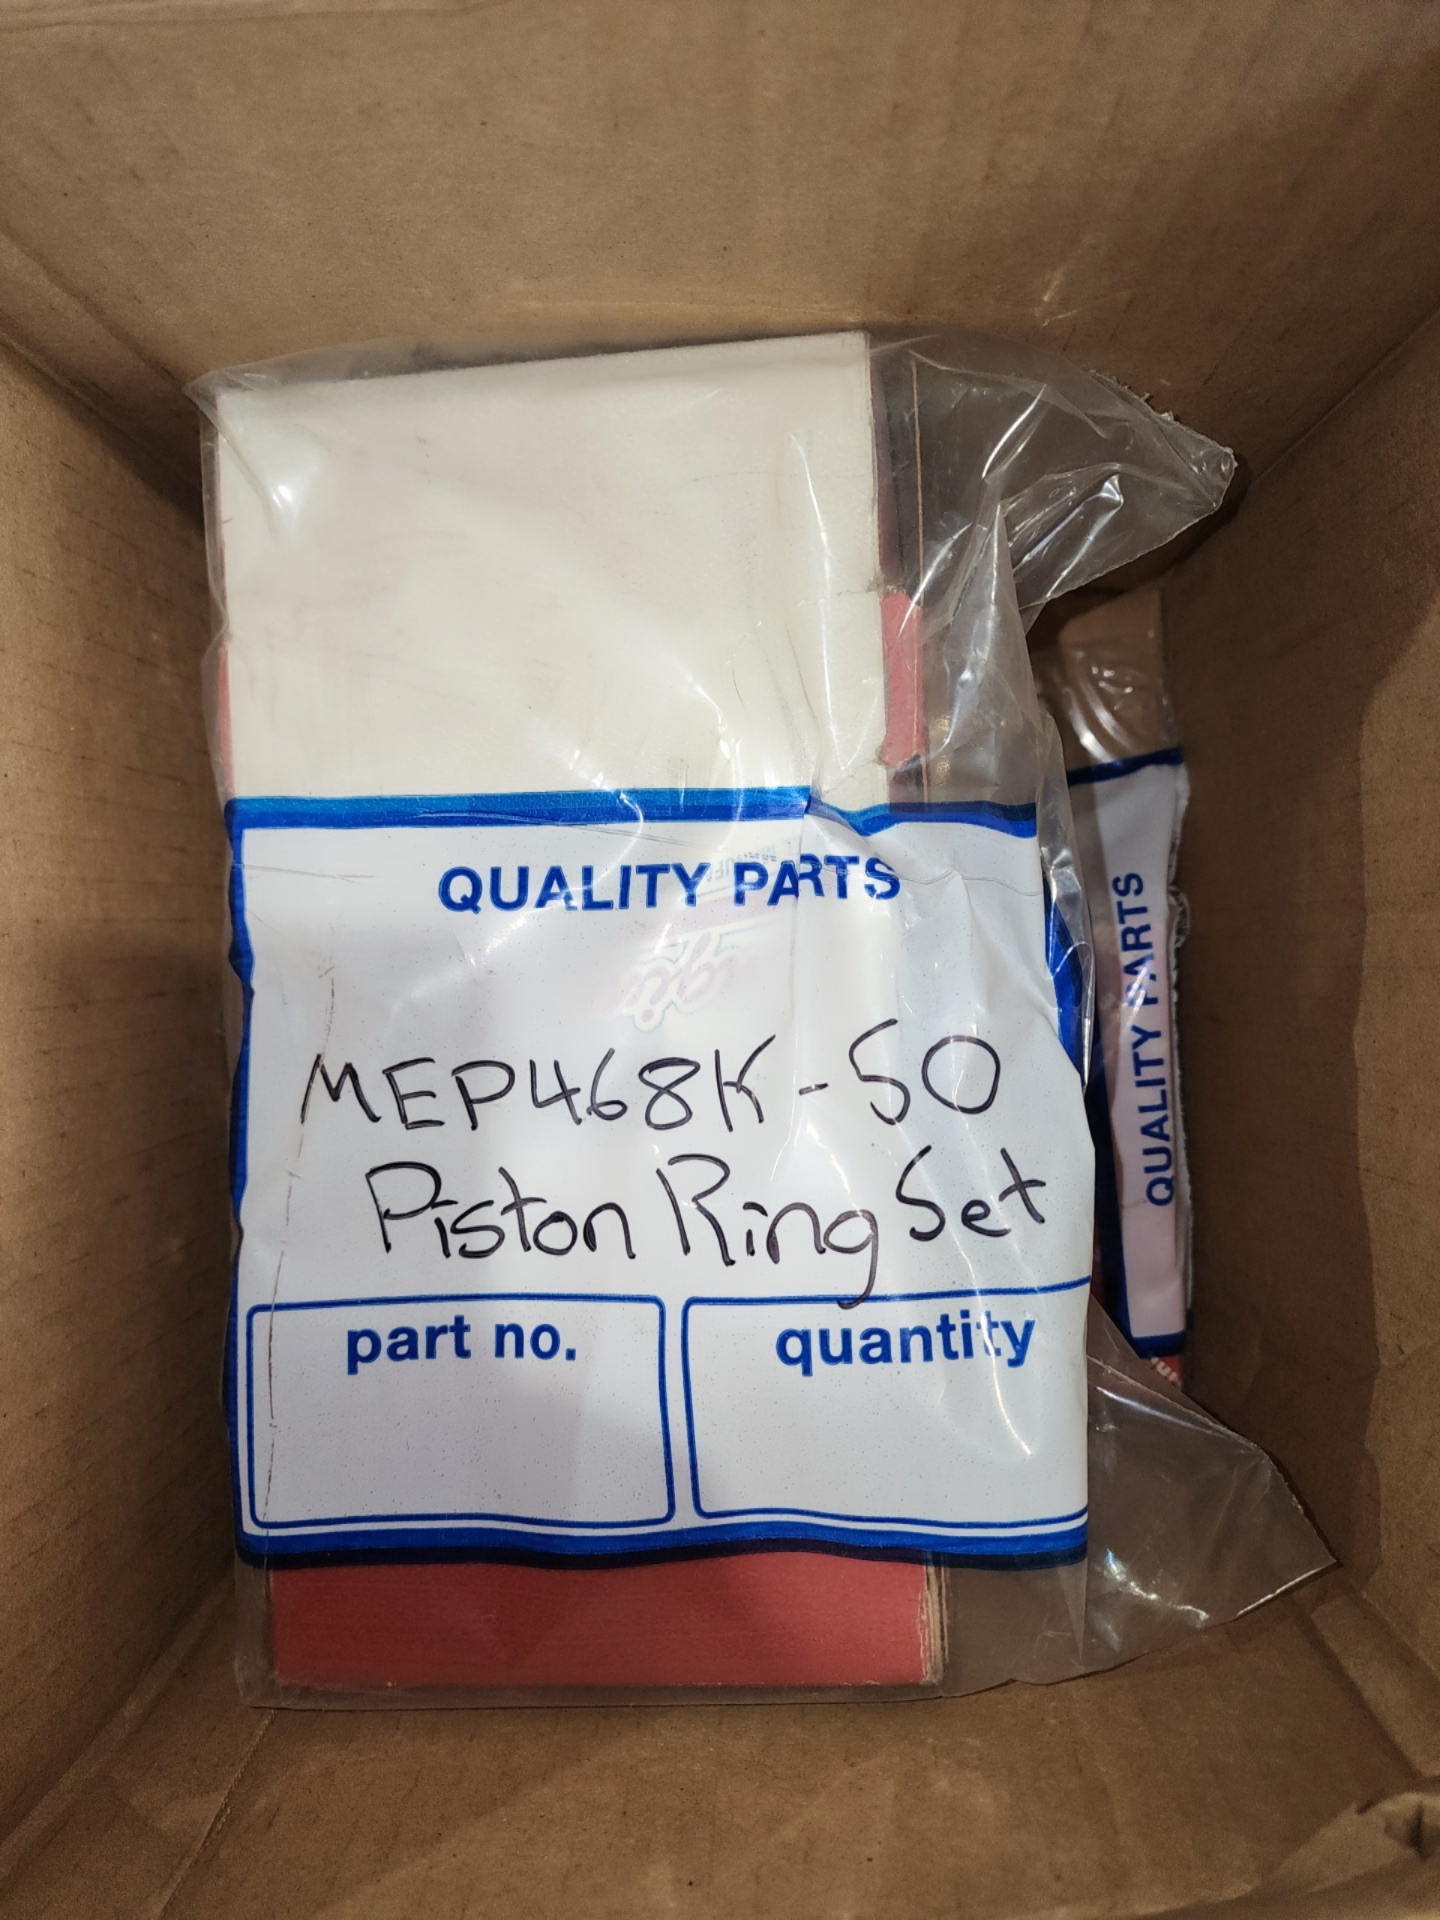 QUALITY PARTS
MEP468K-50
Piston Ring Set
part no.
quantity
QUALITY PARTS